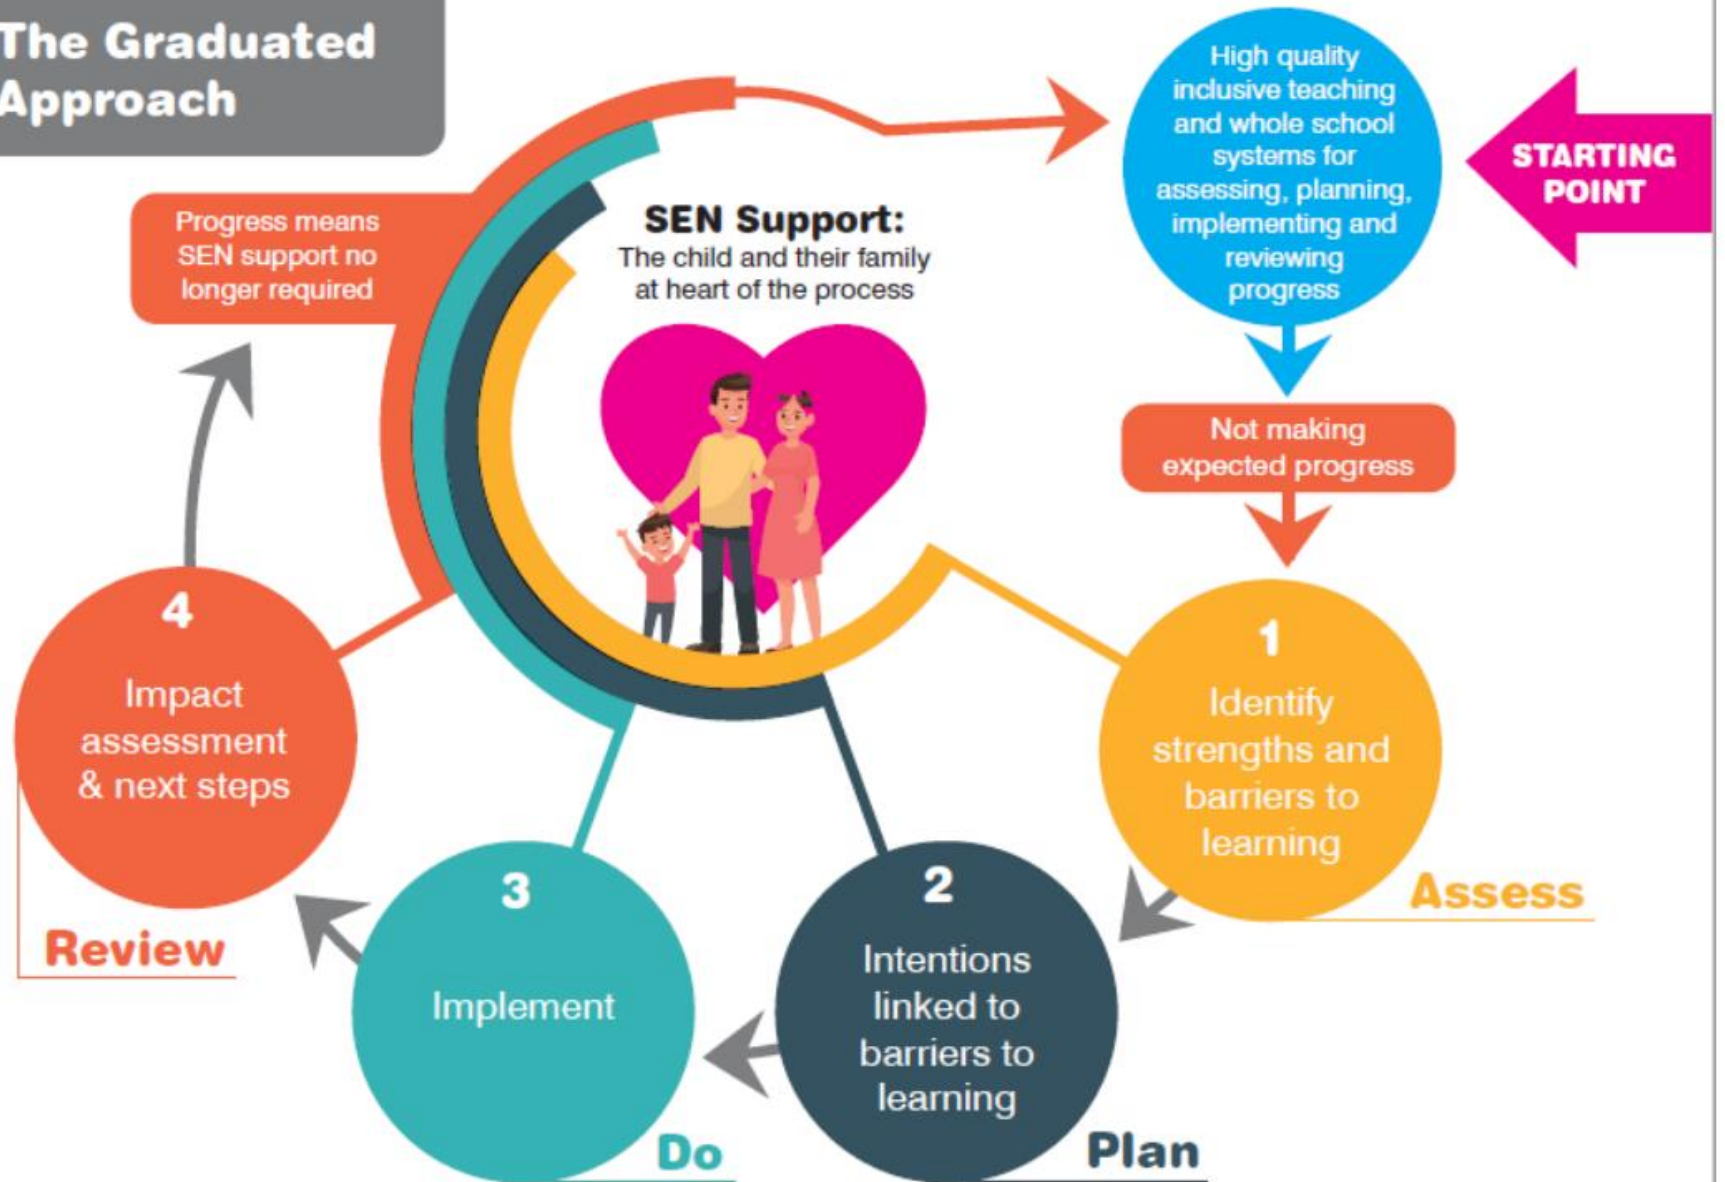 The Graduated
Approach
High quality
inclusive teaching
and whole school
systems for
assessing, planning,
implementing and
reviewing
progress
STARTING
POINT
Progress means
SEN support no
longer required
SEN Support:
The child and their family
at heart of the process
Not making
expected progress
1
Identify
strengths and
barriers to
learning
Assess
2
Intentions
linked to
barriers to
learning
Plan
3
Implement
Do
4
Impact
assessment
& next steps
Review